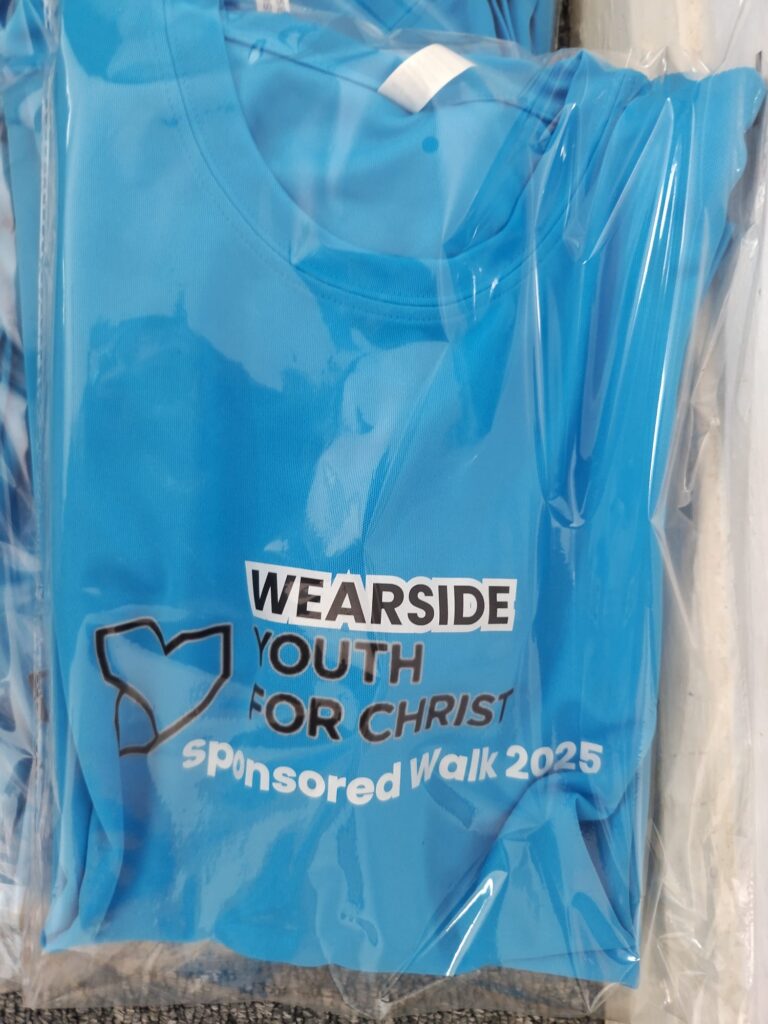 WEARSIDE
YOUTH
FOR CHRIST
sponsored Walk 2025